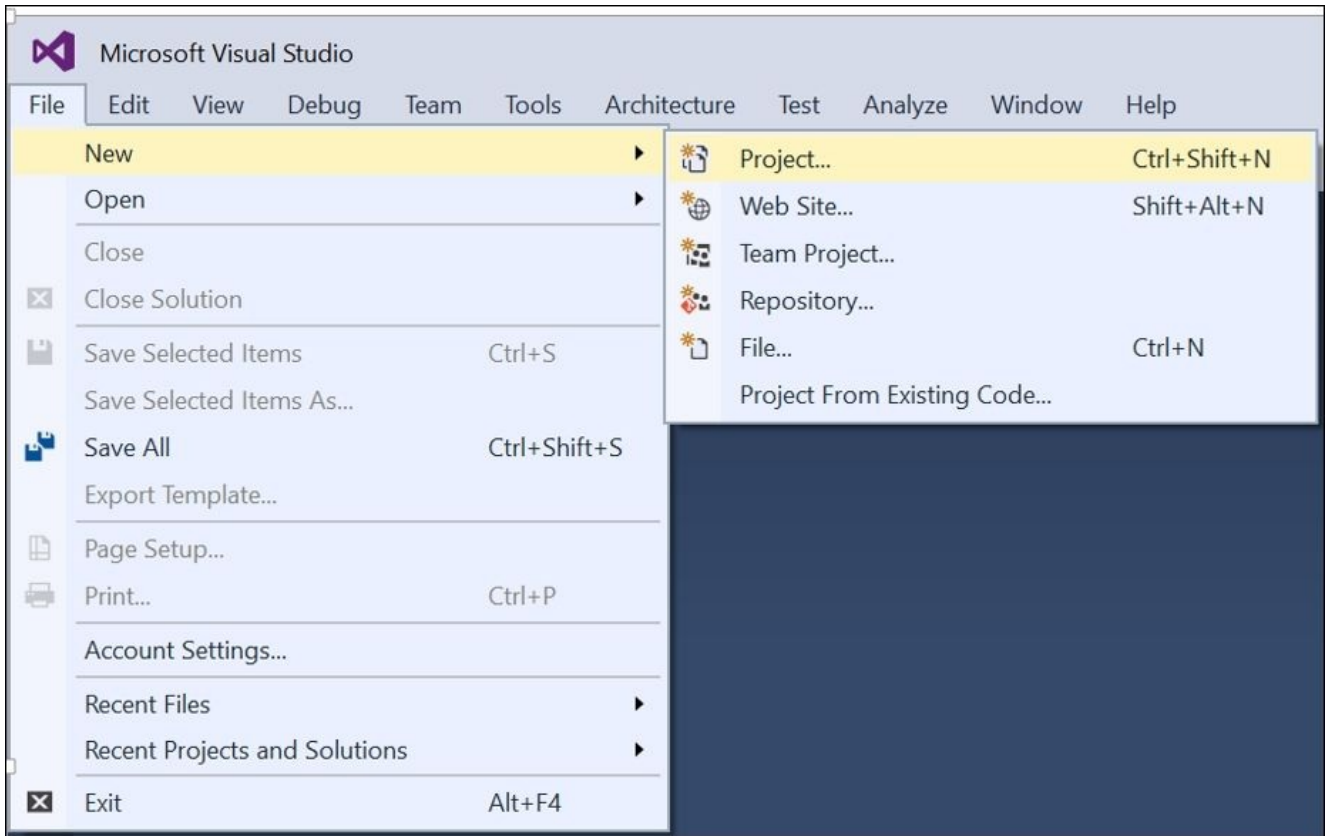 Microsoft Visual Studio
File Edit View Debug Team Tools Architecture Test Analyze Window Help
New
Open
Close
Close Solution
Save Selected Items Ctrl+S
Save Selected Items As...
Save All Ctrl+Shift+S
Export Template...
Page Setup...
Print... Ctrl+P
Account Settings...
Recent Files
Recent Projects and Solutions
Exit Alt+F4
Project... Ctrl+Shift+N
Web Site... Shift+Alt+N
Team Project...
Repository...
File... Ctrl+N
Project From Existing Code...